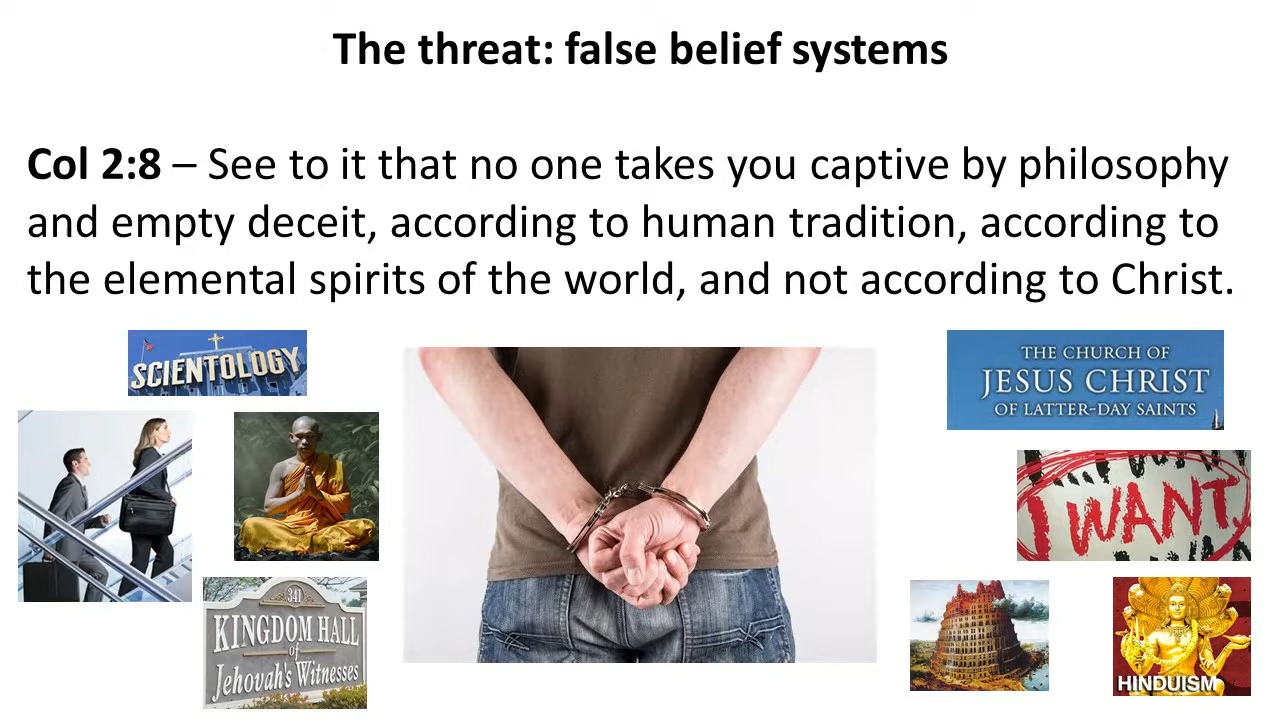 The threat: false belief systems
Col 2:8 – See to it that no one takes you captive by philosophy
and empty deceit, according to human tradition, according to
the elemental spirits of the world, and not according to Christ.
SCIENTOLOGY
THE CHURCH OF
JESUS CHRIST
OF LATTER-DAY SAINTS
I WANT
341
KINGDOM HALL
of
Jehovah's Witnesses
HINDUISM